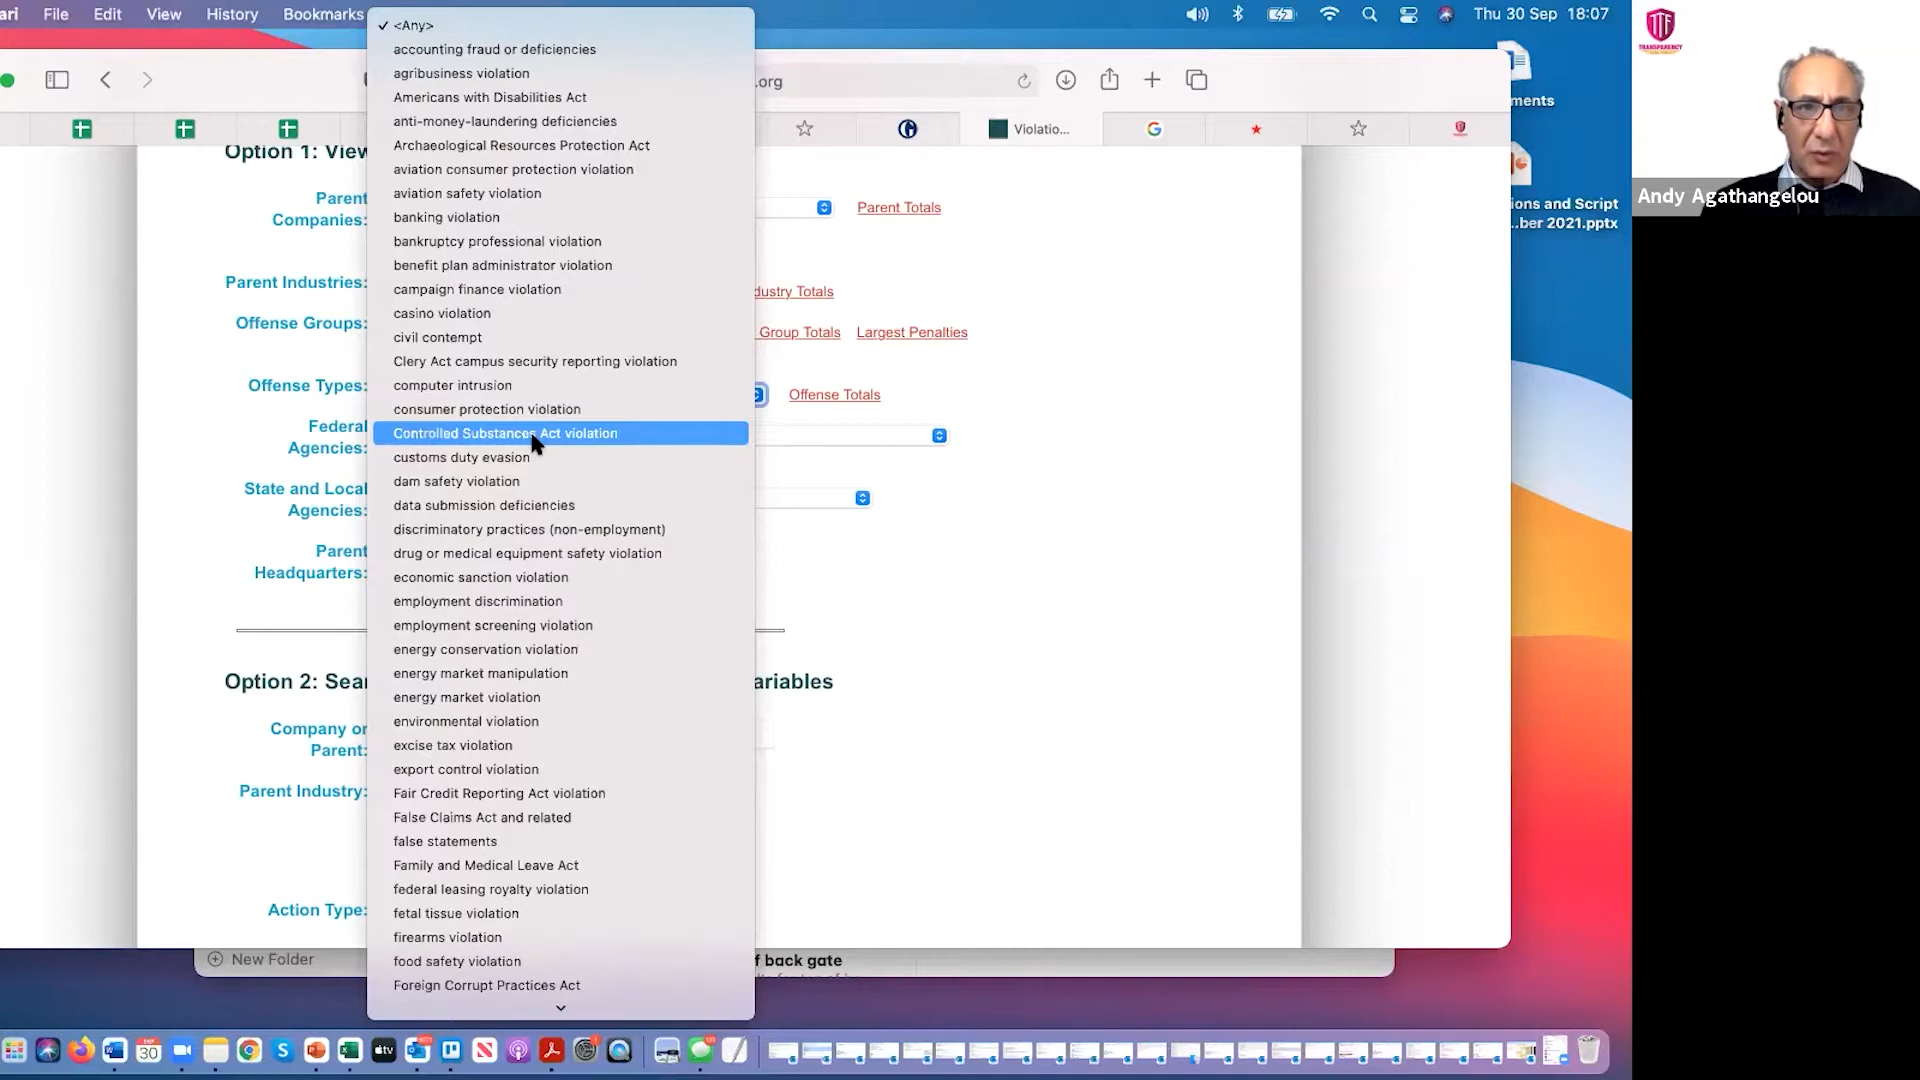 ari File Edit View History Bookmarks
Thu 30 Sep 18:07
.org
Violatio...
TTF
TRANSPARENCY
✓ <Any>
accounting fraud or deficiencies
agribusiness violation
Americans with Disabilities Act
anti-money-laundering deficiencies
Archaeological Resources Protection Act
aviation consumer protection violation
aviation safety violation
banking violation
bankruptcy professional violation
benefit plan administrator violation
campaign finance violation
casino violation
civil contempt
Clery Act campus security reporting violation
computer intrusion
consumer protection violation
Controlled Substances Act violation
customs duty evasion
dam safety violation
data submission deficiencies
discriminatory practices (non-employment)
drug or medical equipment safety violation
economic sanction violation
employment discrimination
employment screening violation
energy conservation violation
energy market manipulation
energy market violation
environmental violation
excise tax violation
export control violation
Fair Credit Reporting Act violation
False Claims Act and related
false statements
Family and Medical Leave Act
federal leasing royalty violation
fetal tissue violation
firearms violation
food safety violation
Foreign Corrupt Practices Act
Option 1: View
Parent
Companies:
Parent Totals
Parent Industries:
dustry Totals
Offense Groups:
Group Totals Largest Penalties
Offense Types:
Offense Totals
Federal
Agencies:
State and Local
Agencies:
Parent
Headquarters:
Option 2: Sea
ariables
Company or
Parent:
Parent Industry:
Action Type:
New Folder
f back gate
ments
ions and Script
...ber 2021.pptx
Andy Agathangelou
30
tv